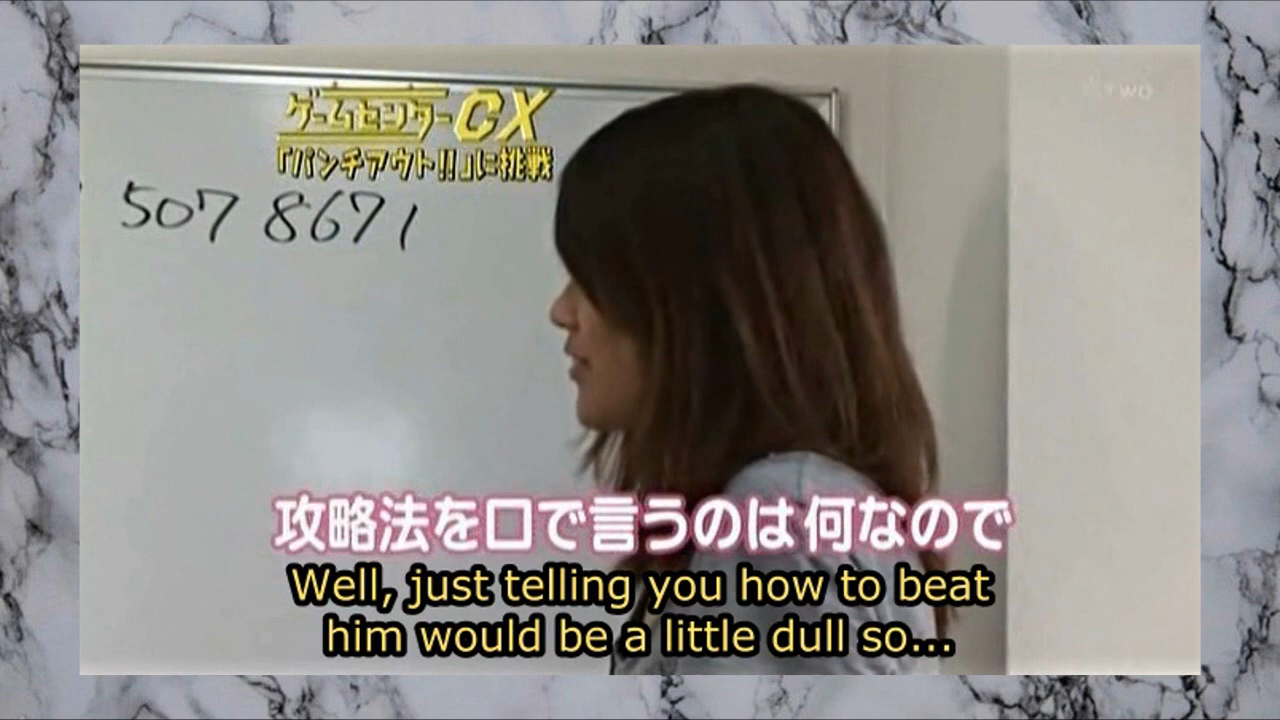 ゲームセンターCX
「パンチアウト!!」に挑戦
507 8671
攻略法を口で言うのは何なので
Well, just telling you how to beat
him would be a little dull so...